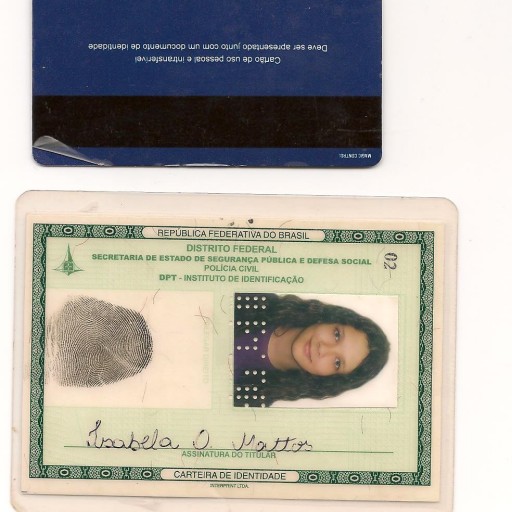 Deve ser apresentado junto com um documento de identidade
Cartão de uso pessoal e intransferível
MAGIC CONTROL
REPÚBLICA FEDERATIVA DO BRASIL
DISTRITO FEDERAL
SECRETARIA DE ESTADO DE SEGURANÇA PÚBLICA E DEFESA SOCIAL
POLÍCIA CIVIL
DPT - INSTITUTO DE IDENTIFICAÇÃO
02
Isabela O. Mattos
ASSINATURA DO TITULAR
CARTEIRA DE IDENTIDADE
INTERPRINT LTDA.